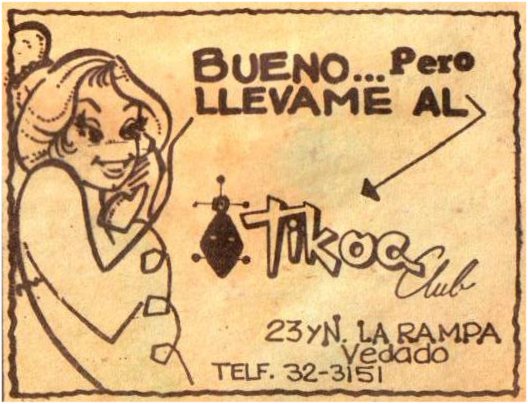 BUENO... Pero
LLEVAME AL
TikOa
Club
23 y N. LA RAMPA
Vedado
TELF. 32-3151